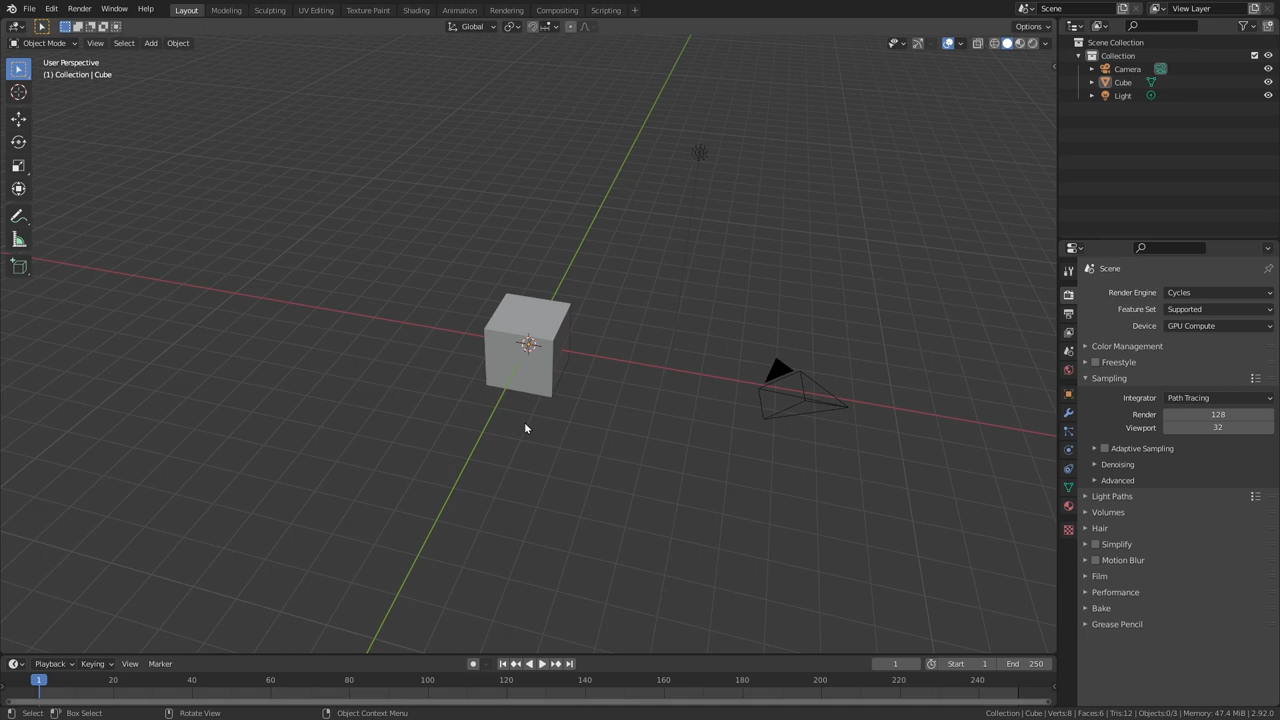 File Edit Render Window Help Layout Modeling Sculpting UV Editing Texture Paint Shading Animation Rendering Compositing Scripting + Scene View Layer
Global Options
Object Mode View Select Add Object
User Perspective
(1) Collection | Cube
Scene Collection
Collection
Camera
Cube
Light
Scene
Render Engine Cycles
Feature Set Supported
Device GPU Compute
Color Management
Freestyle
Sampling
Integrator Path Tracing
Render 128
Viewport 32
Adaptive Sampling
Denoising
Advanced
Light Paths
Volumes
Hair
Simplify
Motion Blur
Film
Performance
Bake
Grease Pencil
Playback Keying View Marker 1 Start 1 End 250
1 20 40 60 80 100 120 140 160 180 200 220 240
Select Box Select Rotate View Object Context Menu Collection | Cube | Verts:8 | Faces:6 | Tris:12 | Objects:0/3 | Memory: 47.4 MiB | 2.92.0